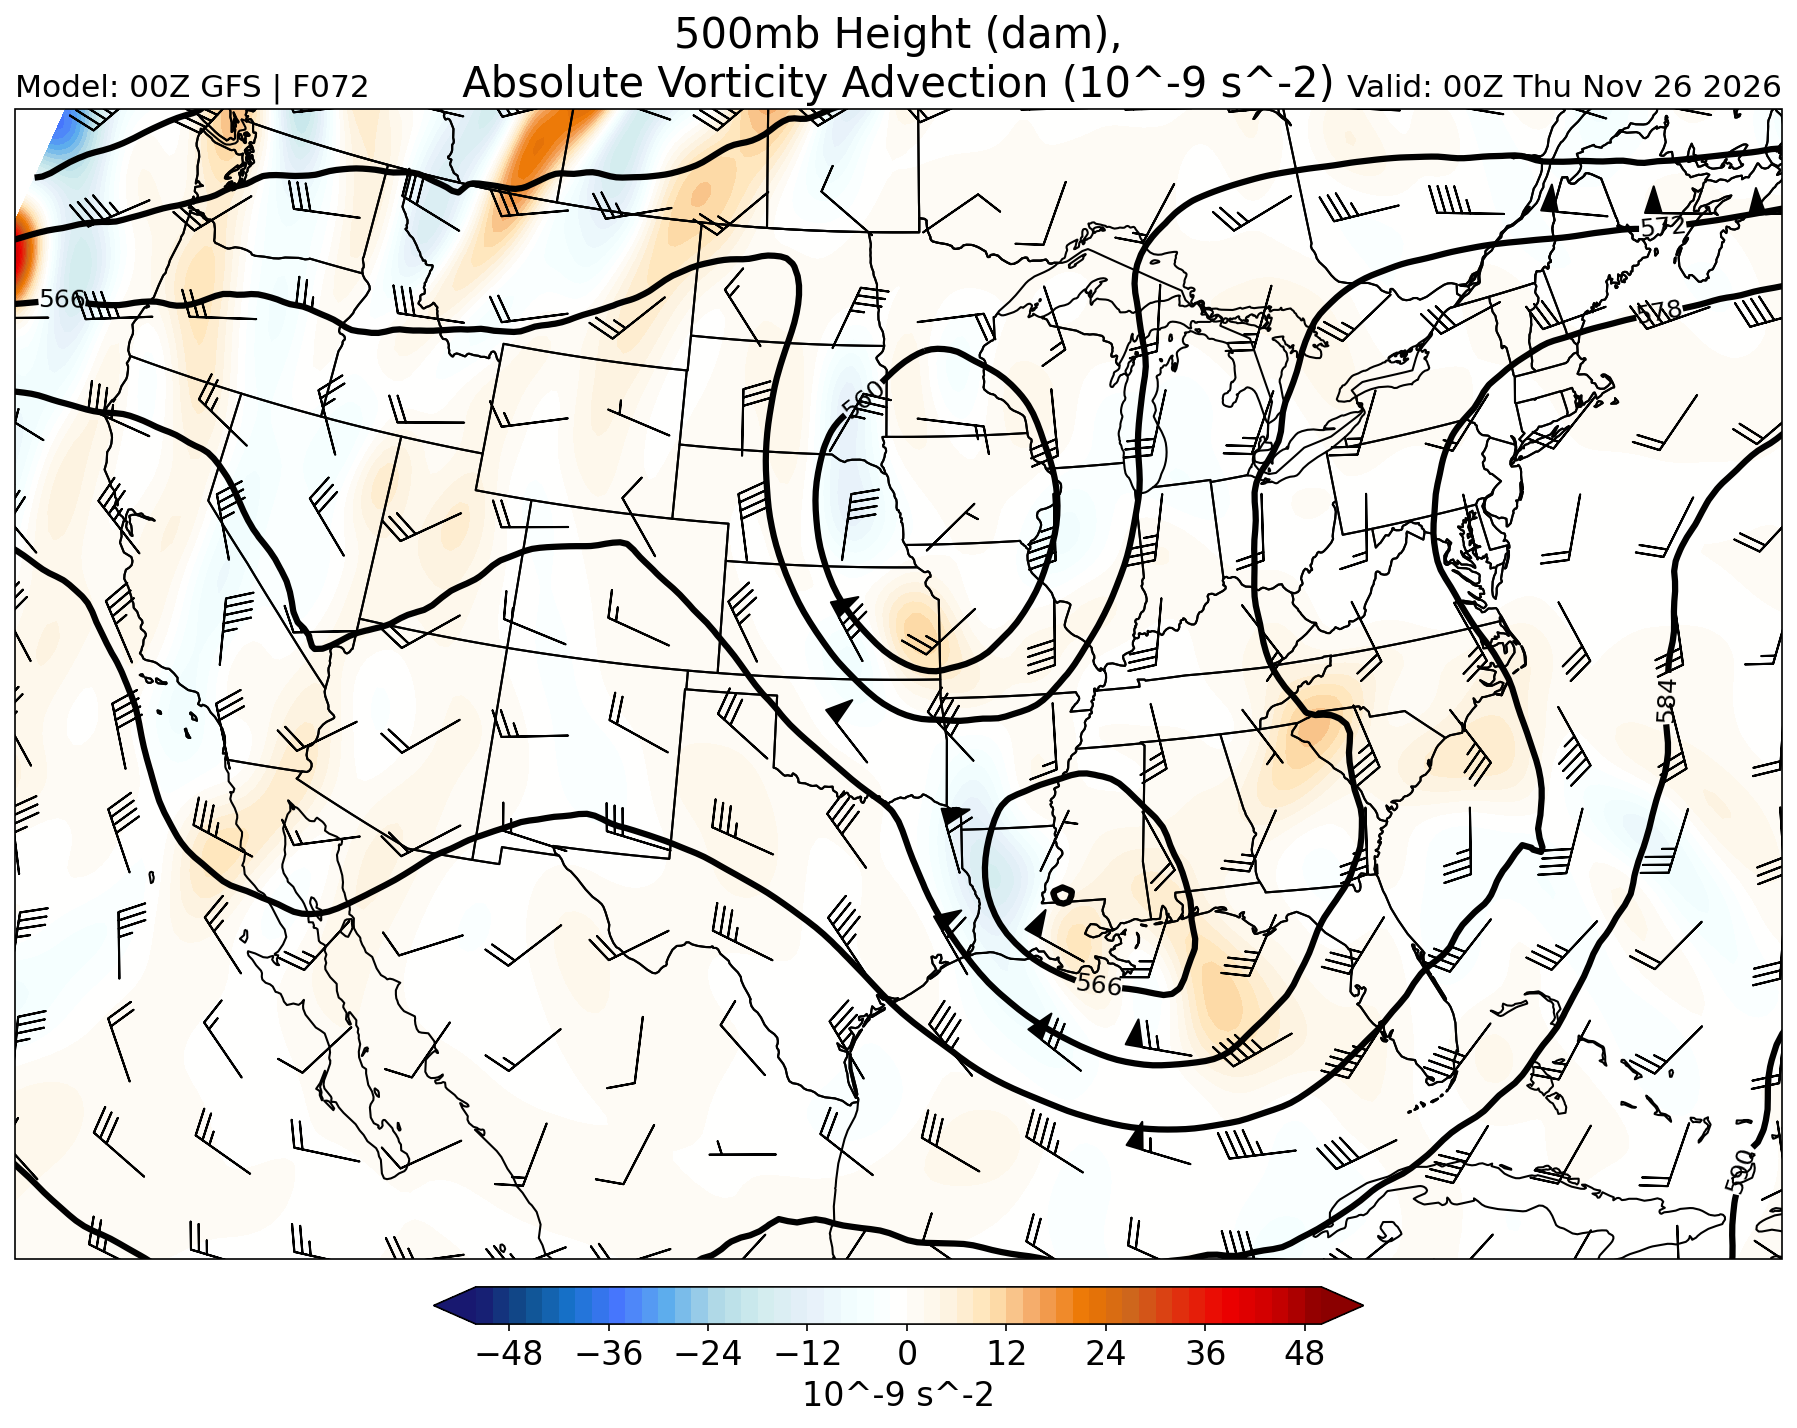 500mb Height (dam),
Model: 00Z GFS | F072
Absolute Vorticity Advection (10^-9 s^-2)
Valid: 00Z Thu Nov 26 2026
572
566
578
560
584
566
590
−48 −36 −24 −12 0 12 24 36 48
10^-9 s^-2